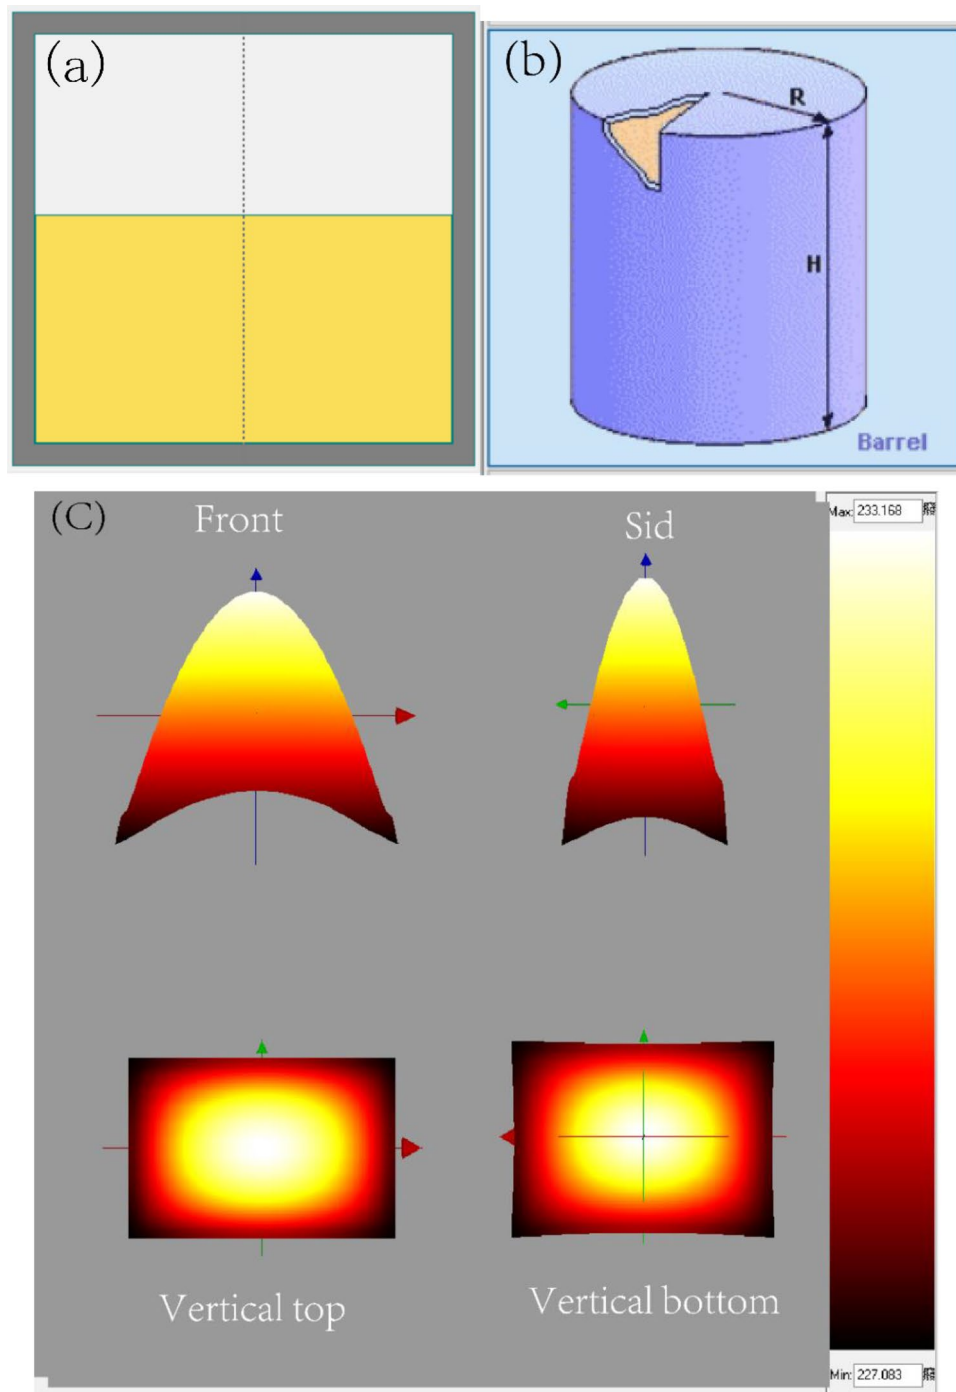 (a)
(b)
R
H
Barrel
(C)
Front
Sid
Max: 233.168
Vertical top
Vertical bottom
Min: 227.083